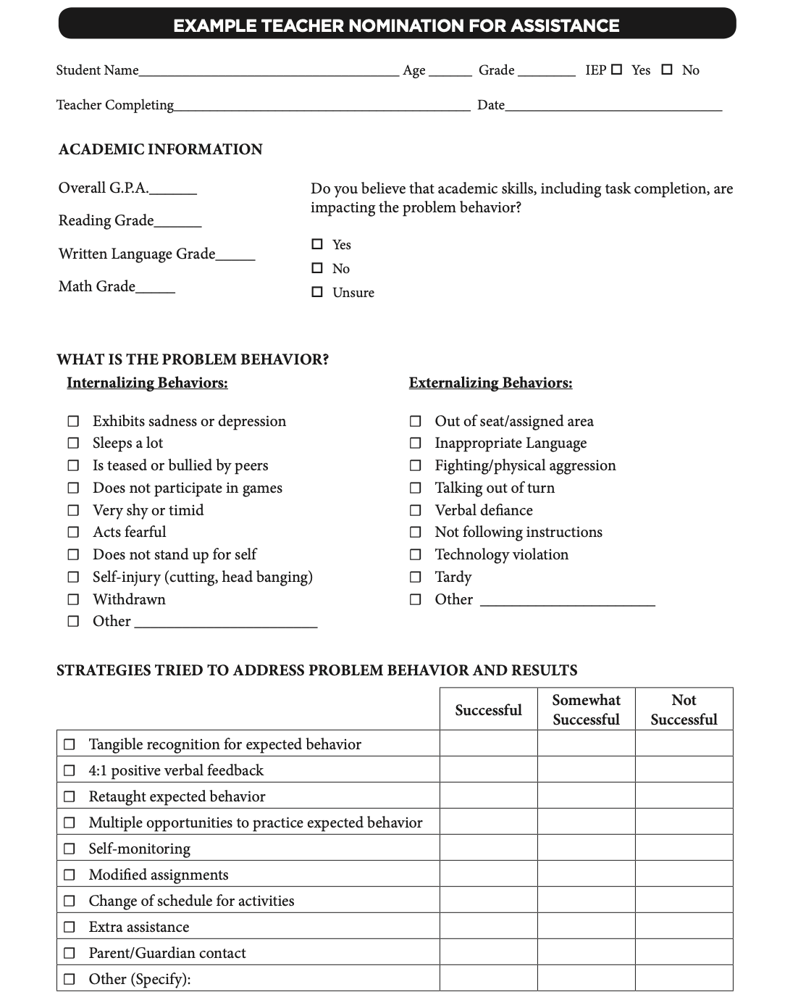 EXAMPLE TEACHER NOMINATION FOR ASSISTANCE
Student Name____________________________________ Age ______ Grade ________ IEP ☐ Yes ☐ No
Teacher Completing_________________________________________ Date______________________________
ACADEMIC INFORMATION
Overall G.P.A.______
Reading Grade______
Written Language Grade_____
Math Grade_____
Do you believe that academic skills, including task completion, are
impacting the problem behavior?
☐ Yes
☐ No
☐ Unsure
WHAT IS THE PROBLEM BEHAVIOR?
Internalizing Behaviors:
☐ Exhibits sadness or depression
☐ Sleeps a lot
☐ Is teased or bullied by peers
☐ Does not participate in games
☐ Very shy or timid
☐ Acts fearful
☐ Does not stand up for self
☐ Self-injury (cutting, head banging)
☐ Withdrawn
☐ Other _______________________
Externalizing Behaviors:
☐ Out of seat/assigned area
☐ Inappropriate Language
☐ Fighting/physical aggression
☐ Talking out of turn
☐ Verbal defiance
☐ Not following instructions
☐ Technology violation
☐ Tardy
☐ Other ______________________
STRATEGIES TRIED TO ADDRESS PROBLEM BEHAVIOR AND RESULTS
Successful
Somewhat
Successful
Not
Successful
☐ Tangible recognition for expected behavior
☐ 4:1 positive verbal feedback
☐ Retaught expected behavior
☐ Multiple opportunities to practice expected behavior
☐ Self-monitoring
☐ Modified assignments
☐ Change of schedule for activities
☐ Extra assistance
☐ Parent/Guardian contact
☐ Other (Specify):